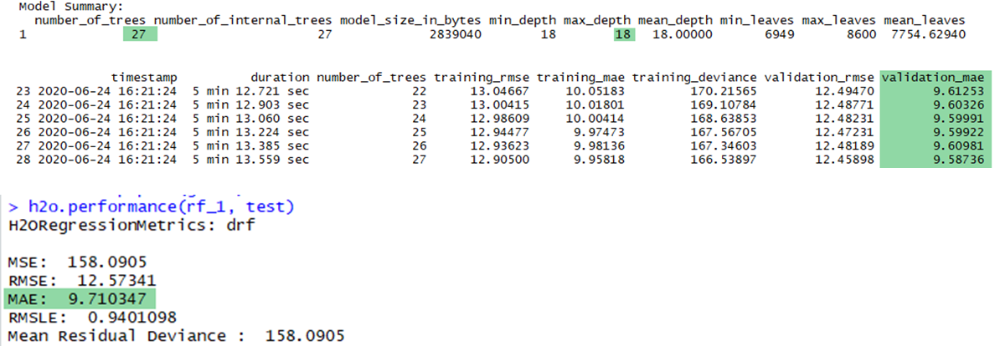 Model Summary:
number_of_trees number_of_internal_trees model_size_in_bytes min_depth max_depth mean_depth min_leaves max_leaves mean_leaves
1 27 27 2839040 18 18 18.00000 6949 8600 7754.62940
timestamp duration number_of_trees training_rmse training_mae training_deviance validation_rmse validation_mae
23 2020-06-24 16:21:24 5 min 12.721 sec 22 13.04667 10.05183 170.21565 12.49470 9.61253
24 2020-06-24 16:21:24 5 min 12.903 sec 23 13.00415 10.01801 169.10784 12.48771 9.60326
25 2020-06-24 16:21:24 5 min 13.060 sec 24 12.98609 10.00414 168.63853 12.48231 9.59991
26 2020-06-24 16:21:24 5 min 13.224 sec 25 12.94477 9.97473 167.56705 12.47231 9.59922
27 2020-06-24 16:21:24 5 min 13.385 sec 26 12.93623 9.98136 167.34603 12.48189 9.60981
28 2020-06-24 16:21:24 5 min 13.559 sec 27 12.90500 9.95818 166.53897 12.45898 9.58736
> h2o.performance(rf_1, test)
H2ORegressionMetrics: drf
MSE: 158.0905
RMSE: 12.57341
MAE: 9.710347
RMSLE: 0.9401098
Mean Residual Deviance : 158.0905